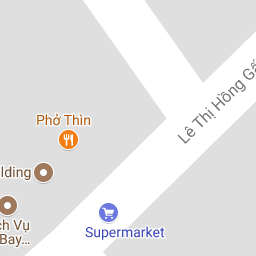 Phở Thìn
Lê Thị Hồng Gấ
lding
ch Vụ
Bay...
Supermarket